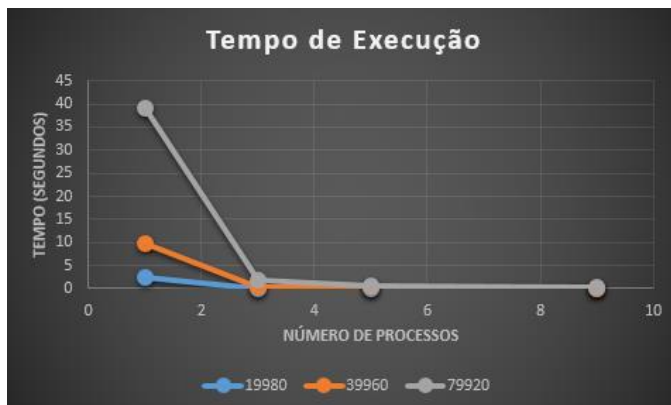 Tempo de Execução
TEMPO (SEGUNDOS)
45
40
35
30
25
20
15
10
5
0
0 2 4 6 8 10
NÚMERO DE PROCESSOS
19980 39960 79920